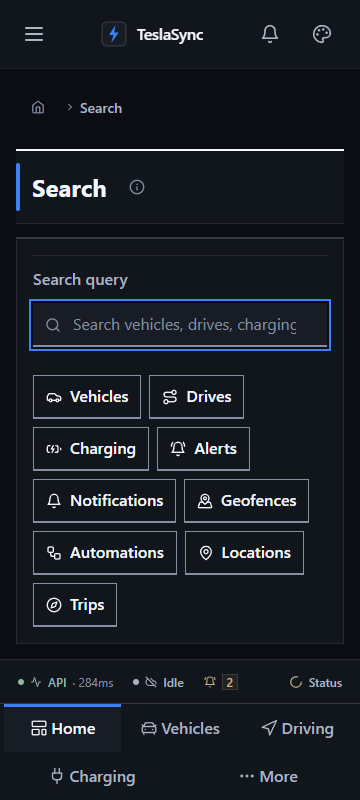 TeslaSync
Search
Search
Search query
Search vehicles, drives, charging
Vehicles
Drives
Charging
Alerts
Notifications
Geofences
Automations
Locations
Trips
API · 284ms
Idle
2
Status
Home
Vehicles
Driving
Charging
More